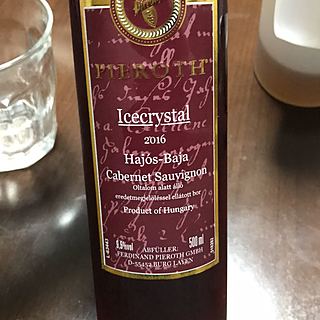 PIEROTH
Icecrystal
2016
Hajós-Baja
Cabernet Sauvignon
Oltalom alatt álló
eredetmegjelöléssel ellátott bor
Product of Hungary
9,5%vol
500 ml
ABFÜLLER:
FERDINAND PIEROTH GMBH
D-55452 BURG LAYEN